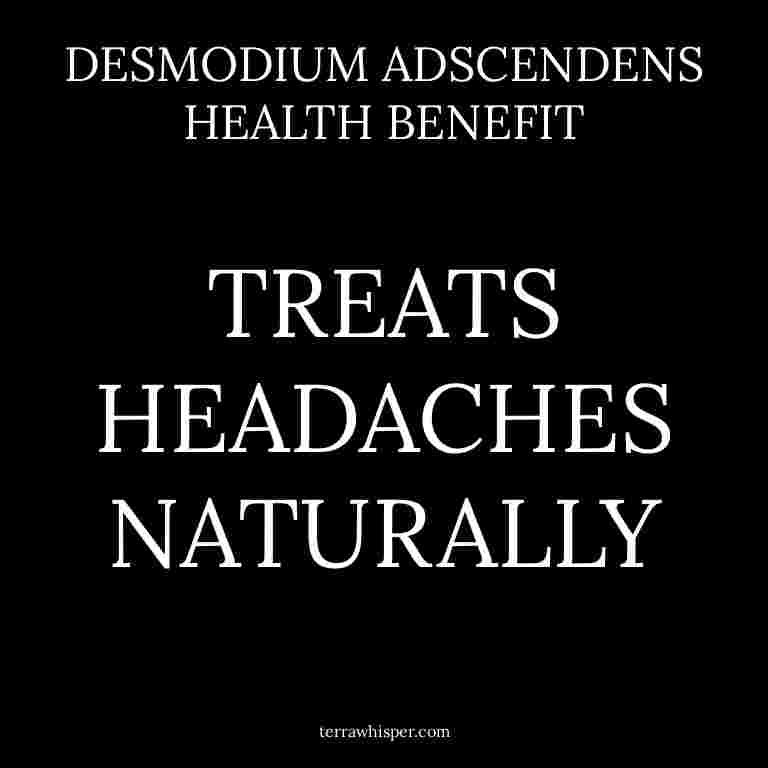 DESMODIUM ADSCENDENS
HEALTH BENEFIT
TREATS
HEADACHES
NATURALLY
terrawhisper.com